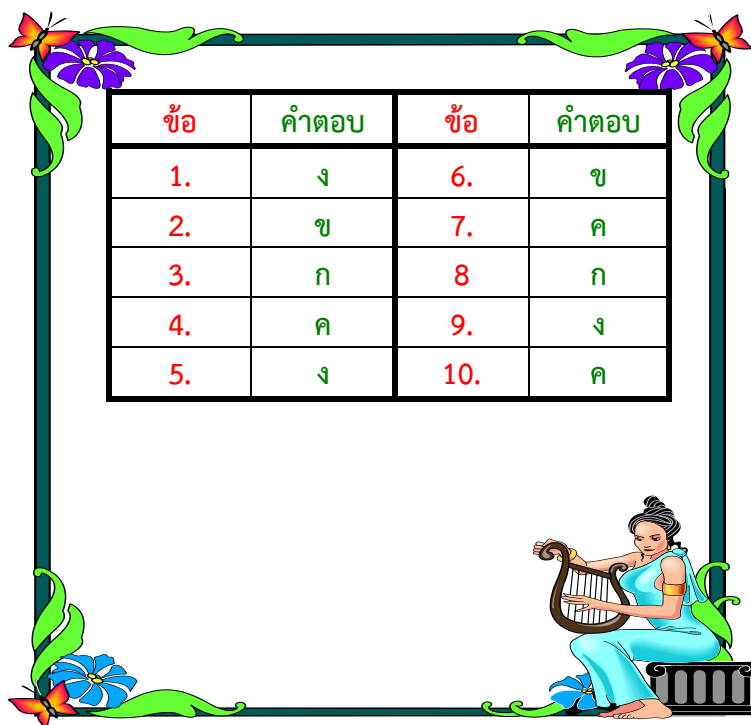 ข้อ คำตอบ ข้อ คำตอบ
1. ง 6. ข
2. ข 7. ค
3. ก 8 ก
4. ค 9. ง
5. ง 10. ค